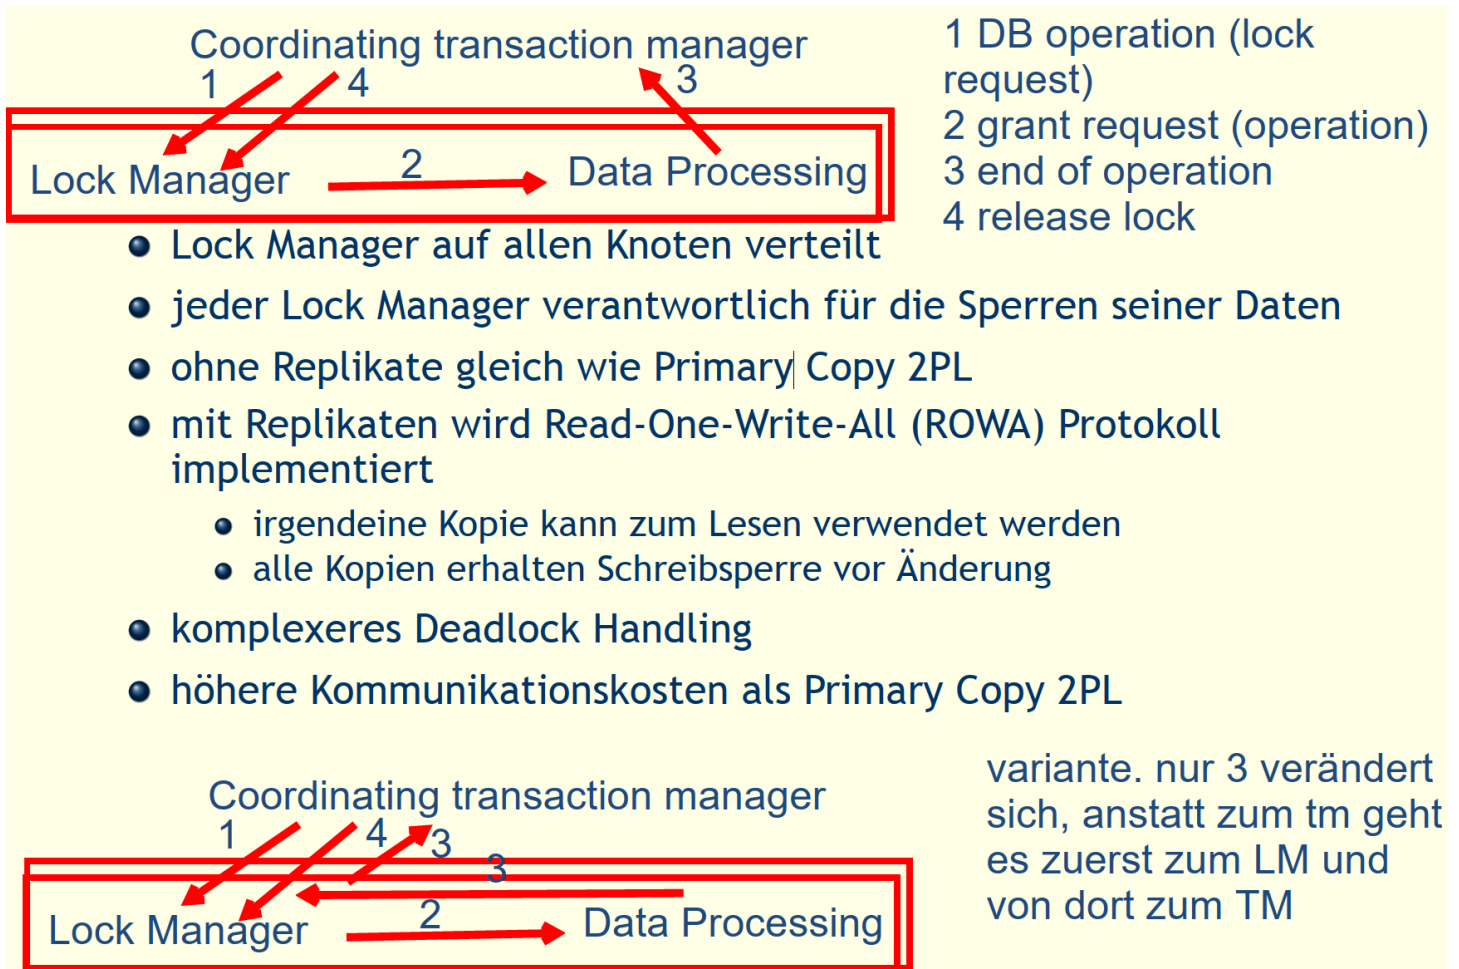 Coordinating transaction manager
1 4 3
Lock Manager 2 Data Processing
1 DB operation (lock
request)
2 grant request (operation)
3 end of operation
4 release lock
Lock Manager auf allen Knoten verteilt
jeder Lock Manager verantwortlich für die Sperren seiner Daten
ohne Replikate gleich wie Primary Copy 2PL
mit Replikaten wird Read-One-Write-All (ROWA) Protokoll
implementiert
irgendeine Kopie kann zum Lesen verwendet werden
alle Kopien erhalten Schreibsperre vor Änderung
komplexeres Deadlock Handling
höhere Kommunikationskosten als Primary Copy 2PL
Coordinating transaction manager
1 4 3
3
Lock Manager 2 Data Processing
variante. nur 3 verändert
sich, anstatt zum tm geht
es zuerst zum LM und
von dort zum TM